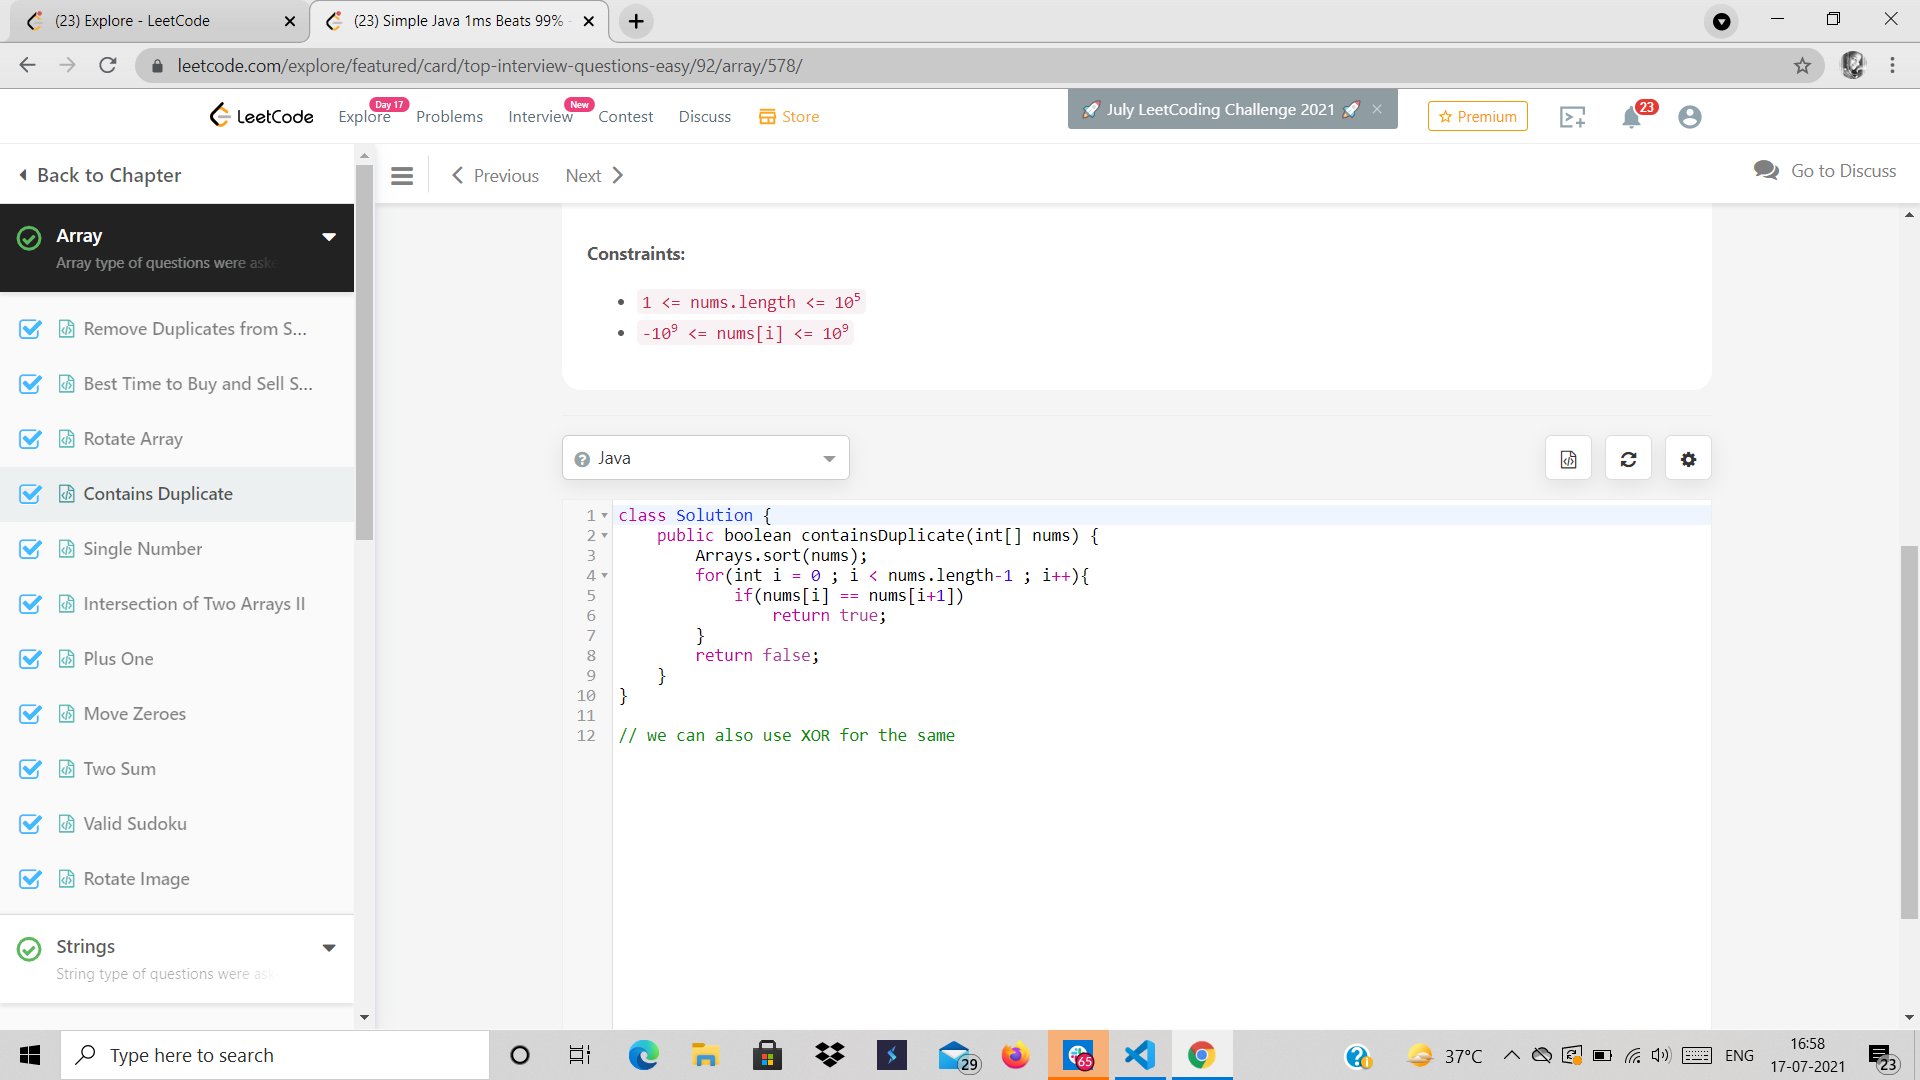 (23) Explore - LeetCode
(23) Simple Java 1ms Beats 99% -
leetcode.com/explore/featured/card/top-interview-questions-easy/92/array/578/
LeetCode
Explore Day 17 Problems Interview New Contest Discuss Store
🚀 July LeetCoding Challenge 2021 🚀 ×
Premium
23
Back to Chapter
Previous Next
Go to Discuss
Array
Array type of questions were aske
Remove Duplicates from S...
Best Time to Buy and Sell S...
Rotate Array
Contains Duplicate
Single Number
Intersection of Two Arrays II
Plus One
Move Zeroes
Two Sum
Valid Sudoku
Rotate Image
Strings
String type of questions were ask
Constraints:
• 1 <= nums.length <= 10⁵
• -10⁹ <= nums[i] <= 10⁹
Java
1 class Solution {
2     public boolean containsDuplicate(int[] nums) {
3         Arrays.sort(nums);
4         for(int i = 0 ; i < nums.length-1 ; i++){
5             if(nums[i] == nums[i+1])
6                 return true;
7         }
8         return false;
9     }
10 }
11
12 // we can also use XOR for the same
Type here to search
29
65
37°C
ENG
16:58
17-07-2021
23